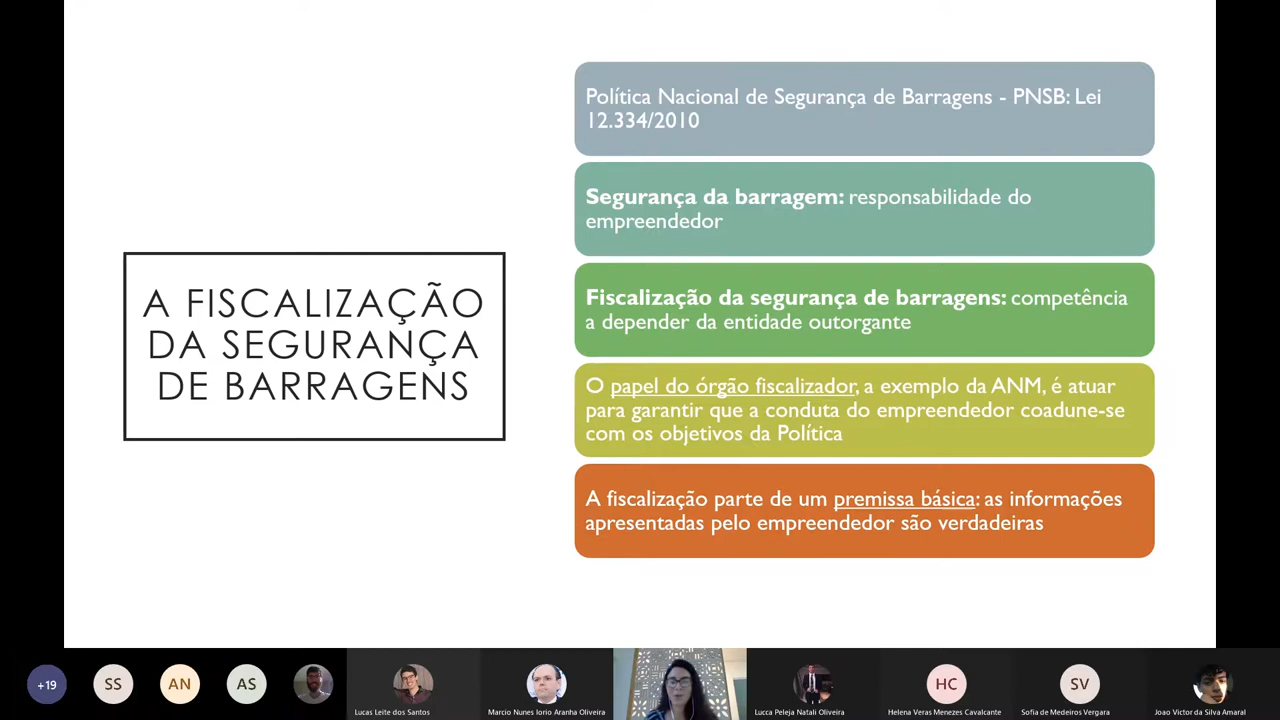 A FISCALIZAÇÃO
DA SEGURANÇA
DE BARRAGENS
Política Nacional de Segurança de Barragens - PNSB: Lei
12.334/2010
Segurança da barragem: responsabilidade do
empreendedor
Fiscalização da segurança de barragens: competência
a depender da entidade outorgante
O papel do órgão fiscalizador, a exemplo da ANM, é atuar
para garantir que a conduta do empreendedor coadune-se
com os objetivos da Política
A fiscalização parte de um premissa básica: as informações
apresentadas pelo empreendedor são verdadeiras
+19
SS
AN
AS
Lucas Leite dos Santos
Marcio Nunes Iorio Aranha Oliveira
Lucca Peleja Natali Oliveira
HC
Helena Veras Menezes Cavalcante
SV
Sofia de Medeiros Vergara
Joao Victor da Silva Amaral